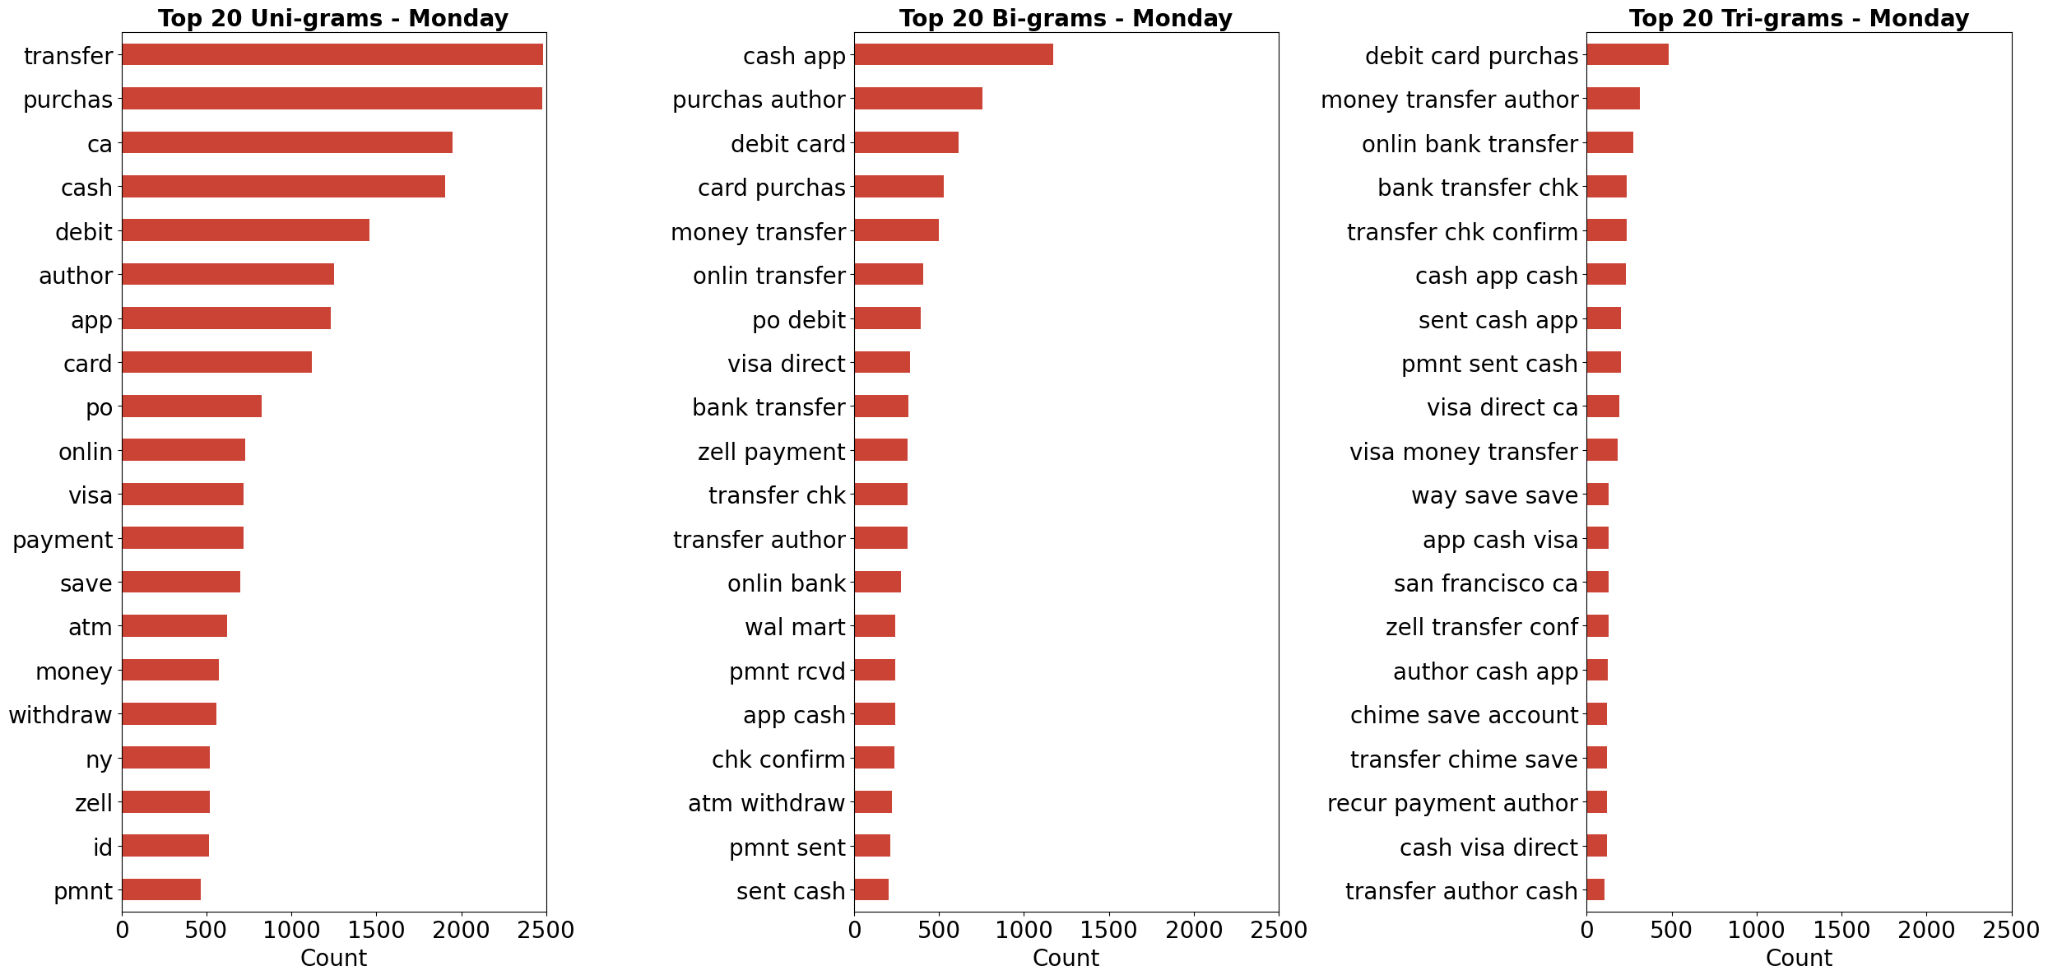 Top 20 Uni-grams - Monday
transfer
purchas
ca
cash
debit
author
app
card
po
onlin
visa
payment
save
atm
money
withdraw
ny
zell
id
pmnt
0 500 1000 1500 2000 2500
Count
Top 20 Bi-grams - Monday
cash app
purchas author
debit card
card purchas
money transfer
onlin transfer
po debit
visa direct
bank transfer
zell payment
transfer chk
transfer author
onlin bank
wal mart
pmnt rcvd
app cash
chk confirm
atm withdraw
pmnt sent
sent cash
0 500 1000 1500 2000 2500
Count
Top 20 Tri-grams - Monday
debit card purchas
money transfer author
onlin bank transfer
bank transfer chk
transfer chk confirm
cash app cash
sent cash app
pmnt sent cash
visa direct ca
visa money transfer
way save save
app cash visa
san francisco ca
zell transfer conf
author cash app
chime save account
transfer chime save
recur payment author
cash visa direct
transfer author cash
0 500 1000 1500 2000 2500
Count